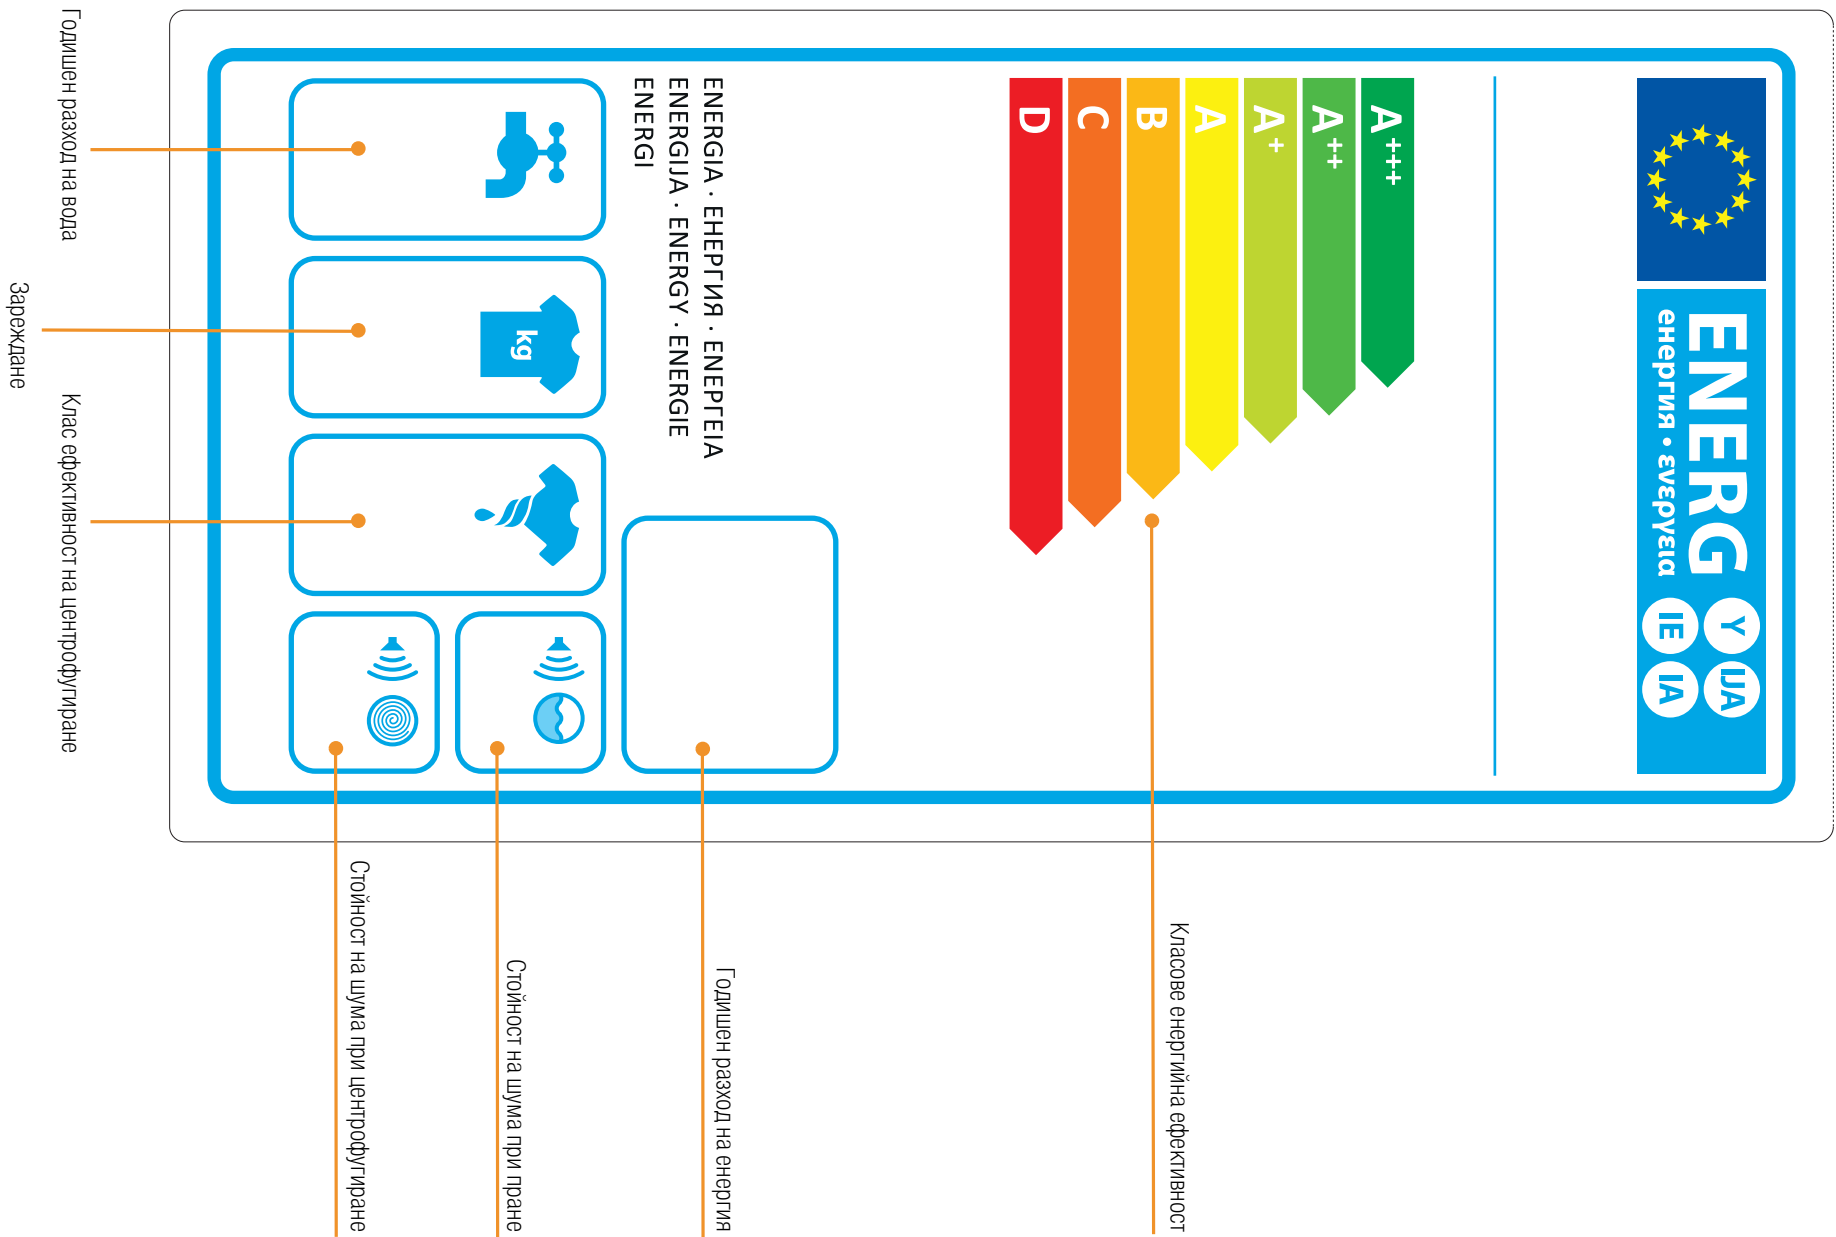 ENERG
енергия • ενεργεια
Y IJA
IE IA
A+++
A++
A+
A
B
C
D
Класове енергийна ефективност
ENERGIA · ЕНЕРГИЯ · ΕΝΕΡΓΕΙΑ
ENERGIJA · ENERGY · ENERGIE
ENERGI
Годишен разход на енергия
Годишен разход на вода
kg
Зареждане
Клас ефективност на центрофугиране
Стойност на шума при пране
Стойност на шума при центрофугиране